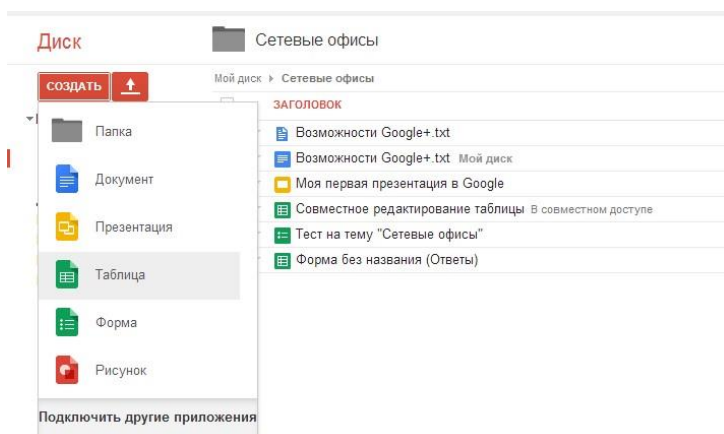 Диск
Сетевые офисы
СОЗДАТЬ
Мой диск Сетевые офисы
ЗАГОЛОВОК
Папка
Документ
Презентация
Таблица
Форма
Рисунок
Подключить другие приложения
Возможности Google+.txt
Возможности Google+.txt Мой диск
Моя первая презентация в Google
Совместное редактирование таблицы В совместном доступе
Тест на тему "Сетевые офисы"
Форма без названия (Ответы)